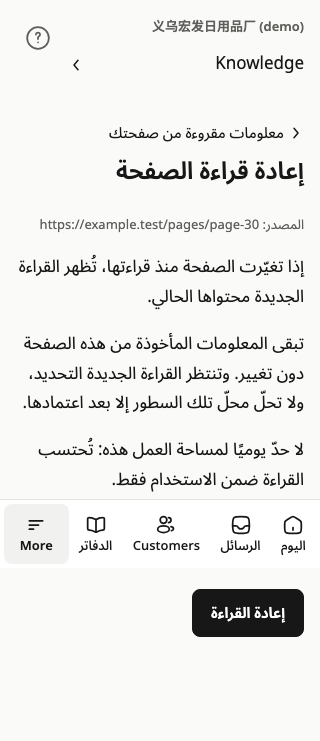 义乌宏发日用品厂 (demo)
Knowledge
معلومات مقروءة من صفحتك
إعادة قراءة الصفحة
المصدر: https://example.test/pages/page-30
إذا تغيّرت الصفحة منذ قراءتها، تُظهر القراءة
الجديدة محتواها الحالي.
تبقى المعلومات المأخوذة من هذه الصفحة
دون تغيير. وتنتظر القراءة الجديدة التحديد،
ولا تحلّ محلّ تلك السطور إلا بعد اعتمادها.
لا حدّ يوميًا لمساحة العمل هذه: تُحتسب
القراءة ضمن الاستخدام فقط.
اليوم
الرسائل
Customers
الدفاتر
More
إعادة القراءة